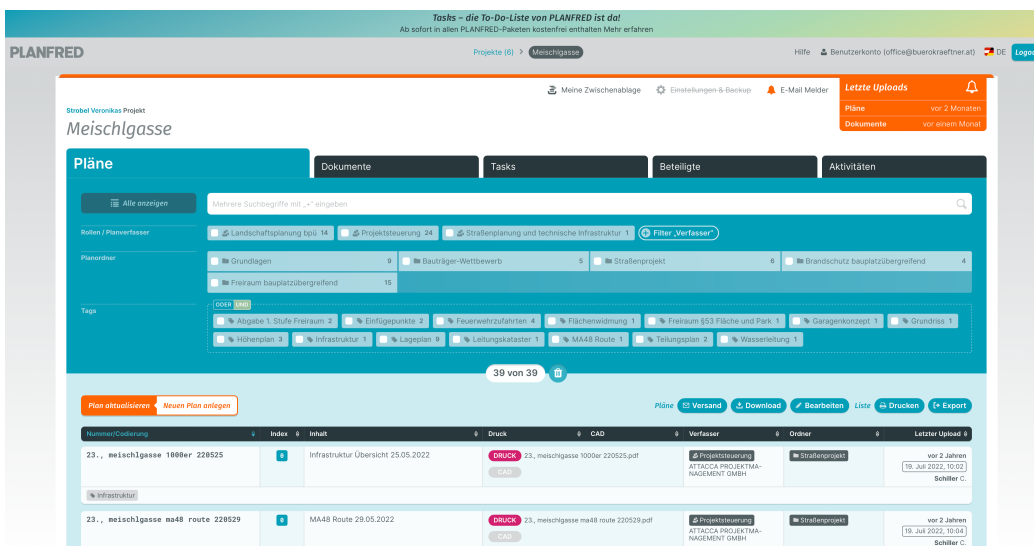 Tasks – die To-Do-Liste von PLANFRED ist da!
Ab sofort in allen PLANFRED-Paketen kostenfrei enthalten Mehr erfahren
PLANFRED Projekte (6) > Meischlgasse Hilfe Benutzerkonto (office@buerokraeftner.at) DE Logou
Meine Zwischenablage Einstellungen & Backup E-Mail Melder Letzte Uploads
Pläne vor 2 Monaten
Dokumente vor einem Monat
Strobel Veronikas Projekt
Meischlgasse
Pläne Dokumente Tasks Beteiligte Aktivitäten
Alle anzeigen Mehrere Suchbegriffe mit „+" eingeben
Rollen / Planverfasser Landschaftsplanung bpü 14 Projektsteuerung 24 Straßenplanung und technische Infrastruktur 1 Filter „Verfasser"
Planordner Grundlagen 9 Bauträger-Wettbewerb 5 Straßenprojekt 6 Brandschutz bauplatzübergreifend 4
Freiraum bauplatzübergreifend 15
ODER UND
Tags Abgabe 1. Stufe Freiraum 2 Einfügepunkte 2 Feuerwehrzufahrten 4 Flächenwidmung 1 Freiraum §53 Fläche und Park 1 Garagenkonzept 1 Grundriss 1
Höhenplan 3 Infrastruktur 1 Lageplan 9 Leitungskataster 1 MA48 Route 1 Teilungsplan 2 Wasserleitung 1
39 von 39
Plan aktualisieren Neuen Plan anlegen Pläne Versand Download Bearbeiten Liste Drucken Export
Nummer/Codierung Index Inhalt Druck CAD Verfasser Ordner Letzter Upload
23., meischlgasse 1000er 220525 0 Infrastruktur Übersicht 25.05.2022 DRUCK 23., meischlgasse 1000er 220525.pdf Projektsteuerung Straßenprojekt vor 2 Jahren
CAD ATTACCA PROJEKTMA- 19. Juli 2022, 10:02
NAGEMENT GMBH Schiller C.
Infrastruktur
23., meischlgasse ma48 route 220529 0 MA48 Route 29.05.2022 DRUCK 23., meischlgasse ma48 route 220529.pdf Projektsteuerung Straßenprojekt vor 2 Jahren
CAD ATTACCA PROJEKTMA- 19. Juli 2022, 10:04
NAGEMENT GMBH Schiller C.